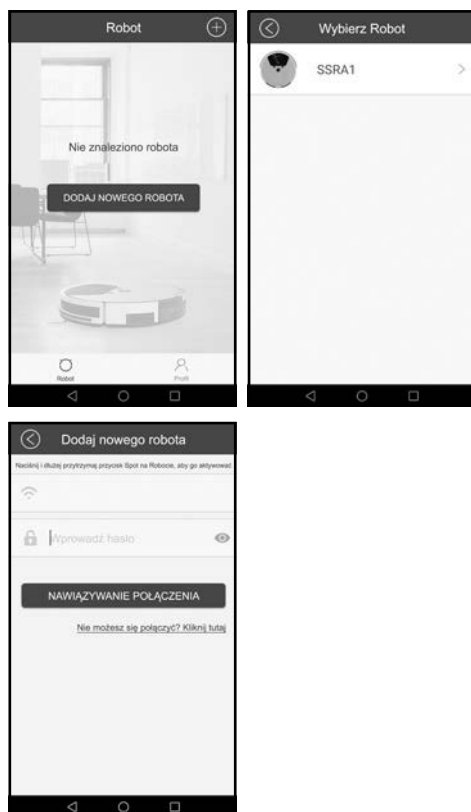 Robot
Nie znaleziono robota
DODAJ NOWEGO ROBOTA
Robot
Profil
Wybierz Robot
SSRA1
Dodaj nowego robota
Naciśnij i dłużej przytrzymaj przycisk Spot na Robocie, aby go aktywować
Wprowadź hasło
NAWIĄZYWANIE POŁĄCZENIA
Nie możesz się połączyć? Kliknij tutaj